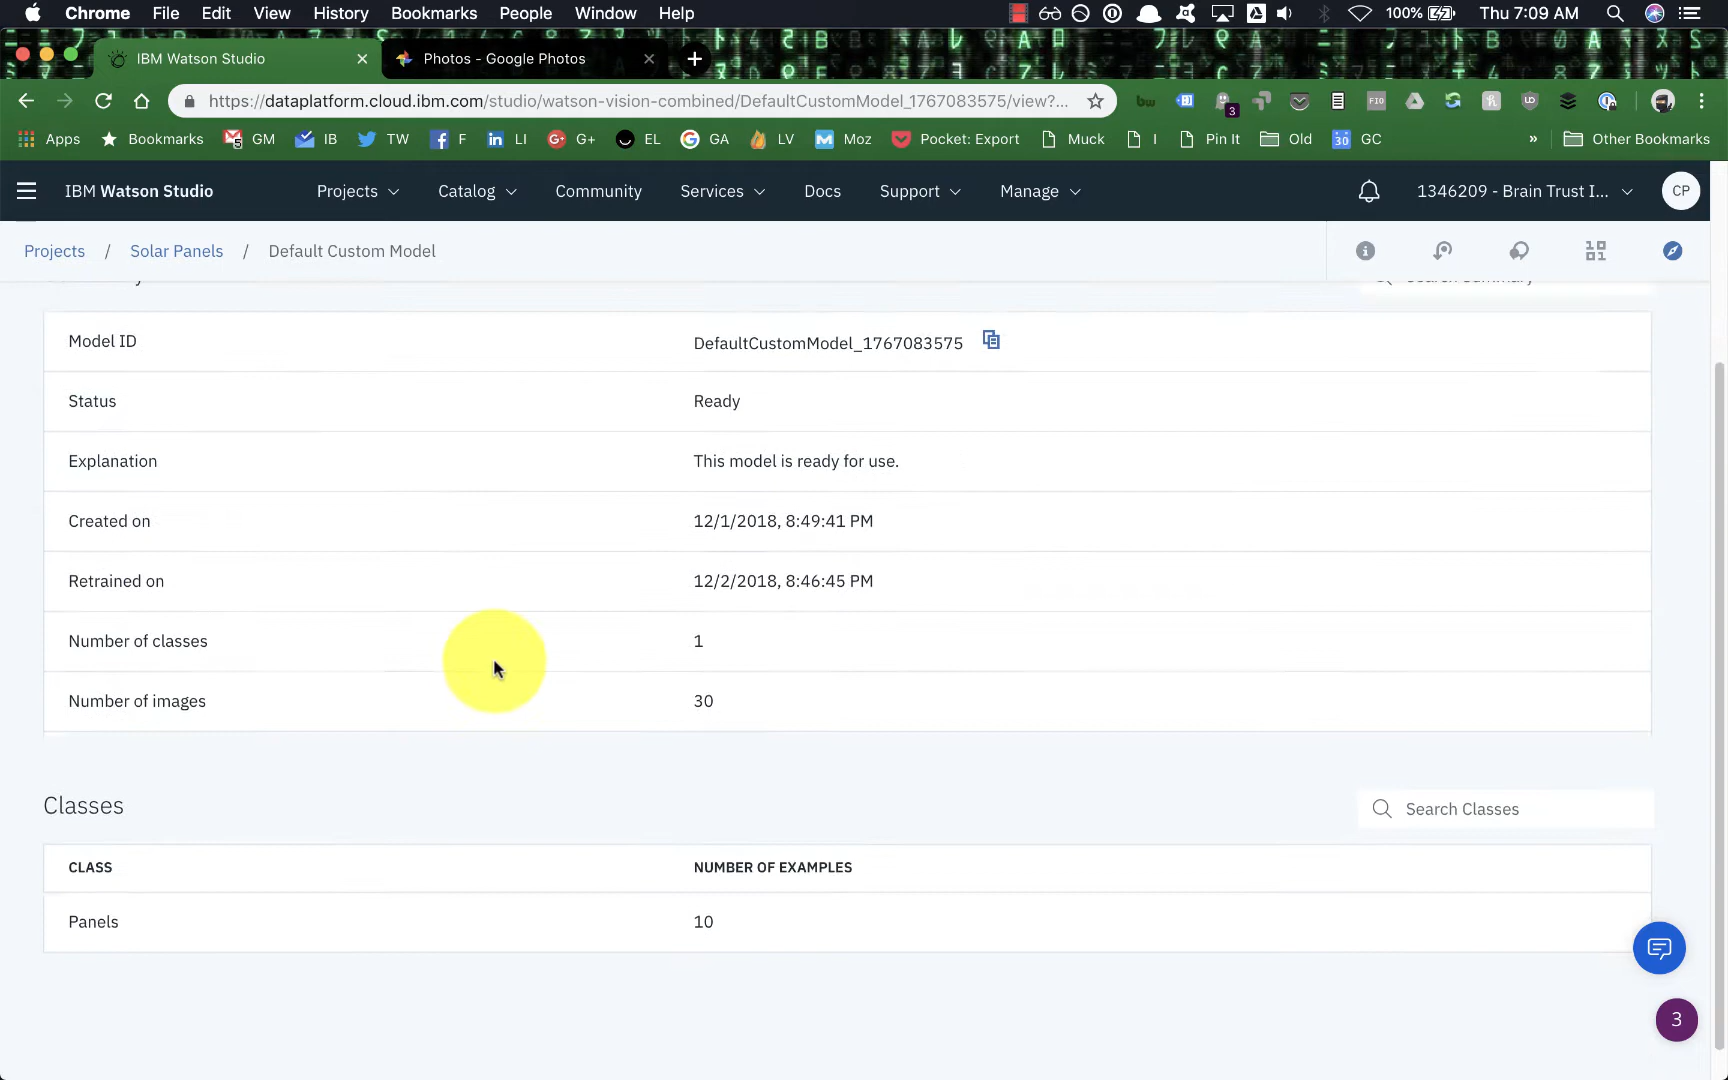 Chrome File Edit View History Bookmarks People Window Help 100% Thu 7:09 AM
IBM Watson Studio Photos - Google Photos
https://dataplatform.cloud.ibm.com/studio/watson-vision-combined/DefaultCustomModel_1767083575/view?...
Apps Bookmarks GM IB TW F LI G+ EL GA LV Moz Pocket: Export Muck I Pin It Old 30 GC » Other Bookmarks
IBM Watson Studio Projects Catalog Community Services Docs Support Manage 1346209 - Brain Trust I... CP
Projects / Solar Panels / Default Custom Model
Model ID DefaultCustomModel_1767083575
Status Ready
Explanation This model is ready for use.
Created on 12/1/2018, 8:49:41 PM
Retrained on 12/2/2018, 8:46:45 PM
Number of classes 1
Number of images 30
Classes Search Classes
CLASS NUMBER OF EXAMPLES
Panels 10
3